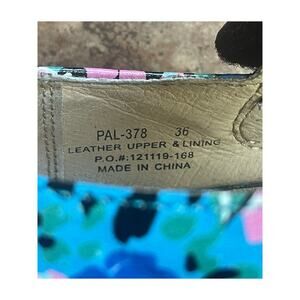 PAL-378 36
LEATHER UPPER & LINING
P.O.#:121119-168
MADE IN CHINA